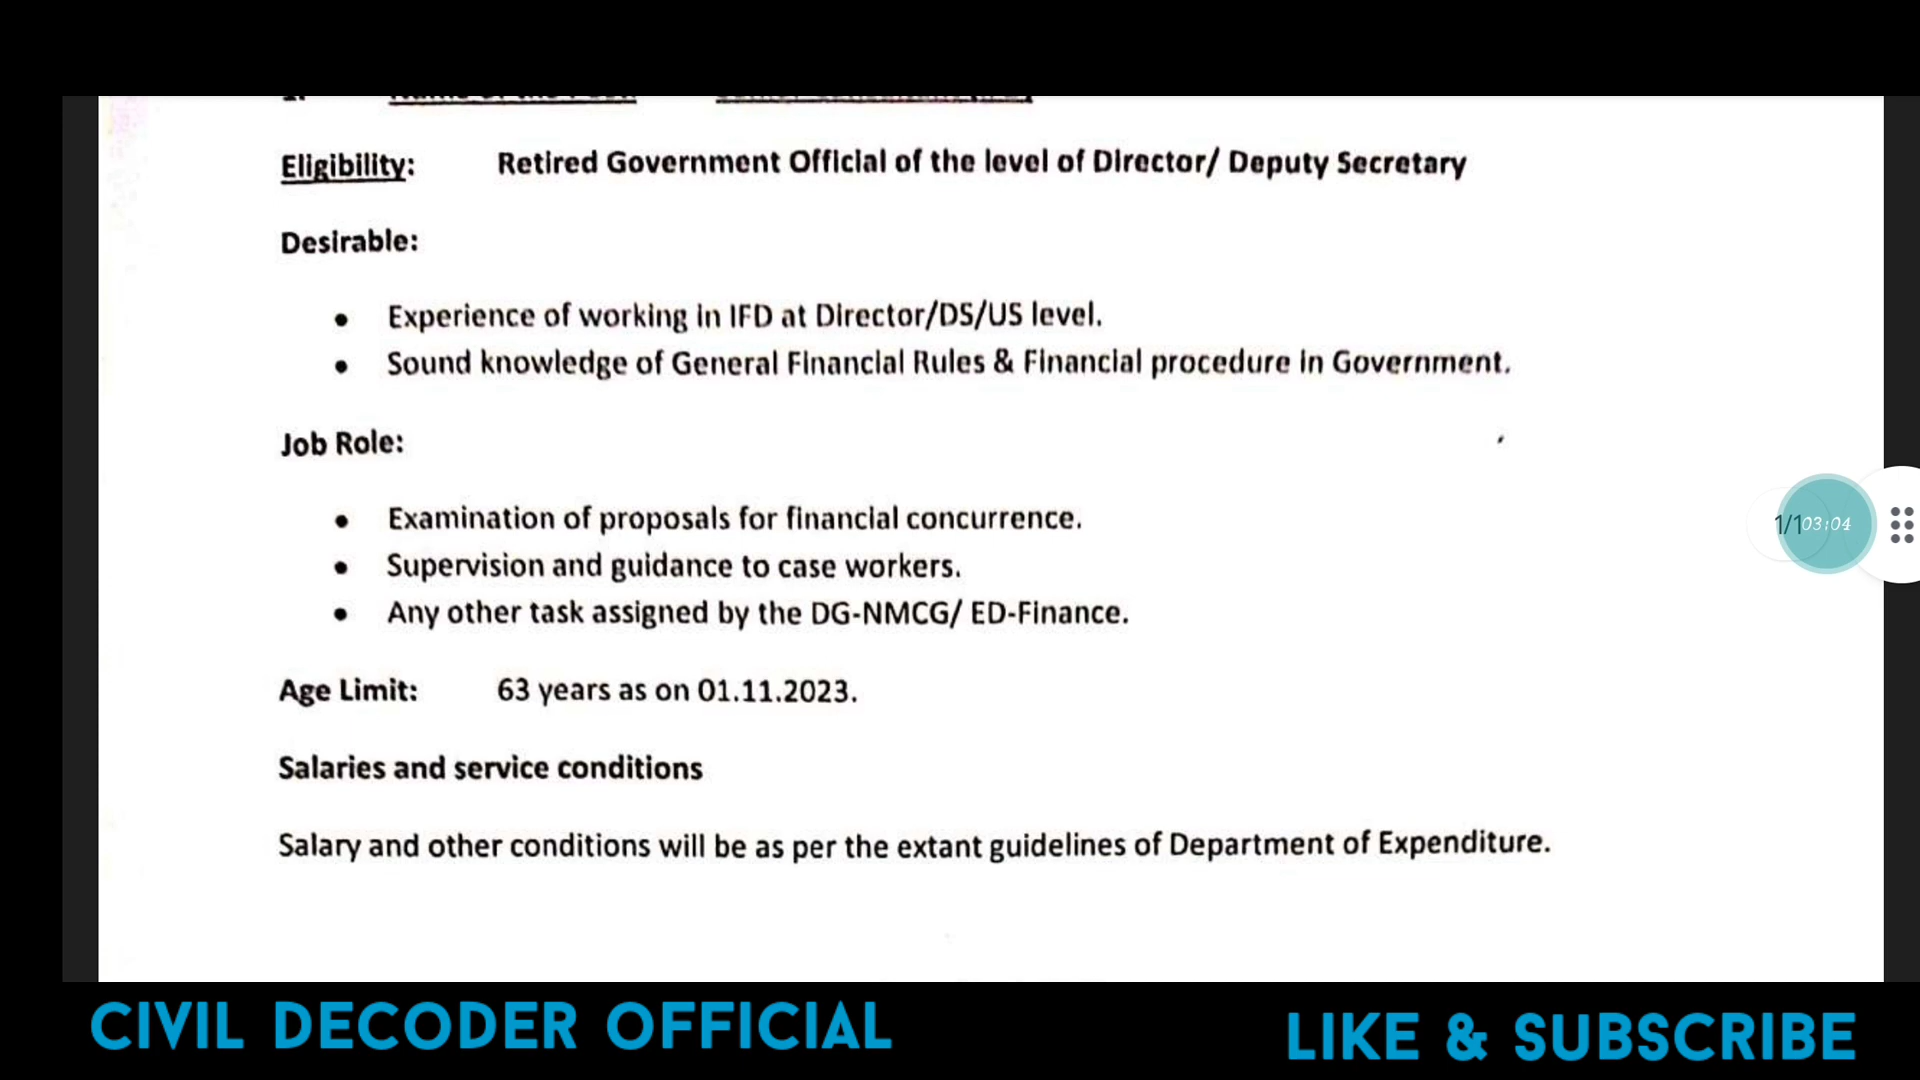 Eligibility: Retired Government Official of the level of Director/ Deputy Secretary
Desirable:
• Experience of working in IFD at Director/DS/US level.
• Sound knowledge of General Financial Rules & Financial procedure in Government.
Job Role:
• Examination of proposals for financial concurrence.
• Supervision and guidance to case workers.
• Any other task assigned by the DG-NMCG/ ED-Finance.
Age Limit: 63 years as on 01.11.2023.
Salaries and service conditions
Salary and other conditions will be as per the extant guidelines of Department of Expenditure.
1/1
03:04
CIVIL DECODER OFFICIAL
LIKE & SUBSCRIBE